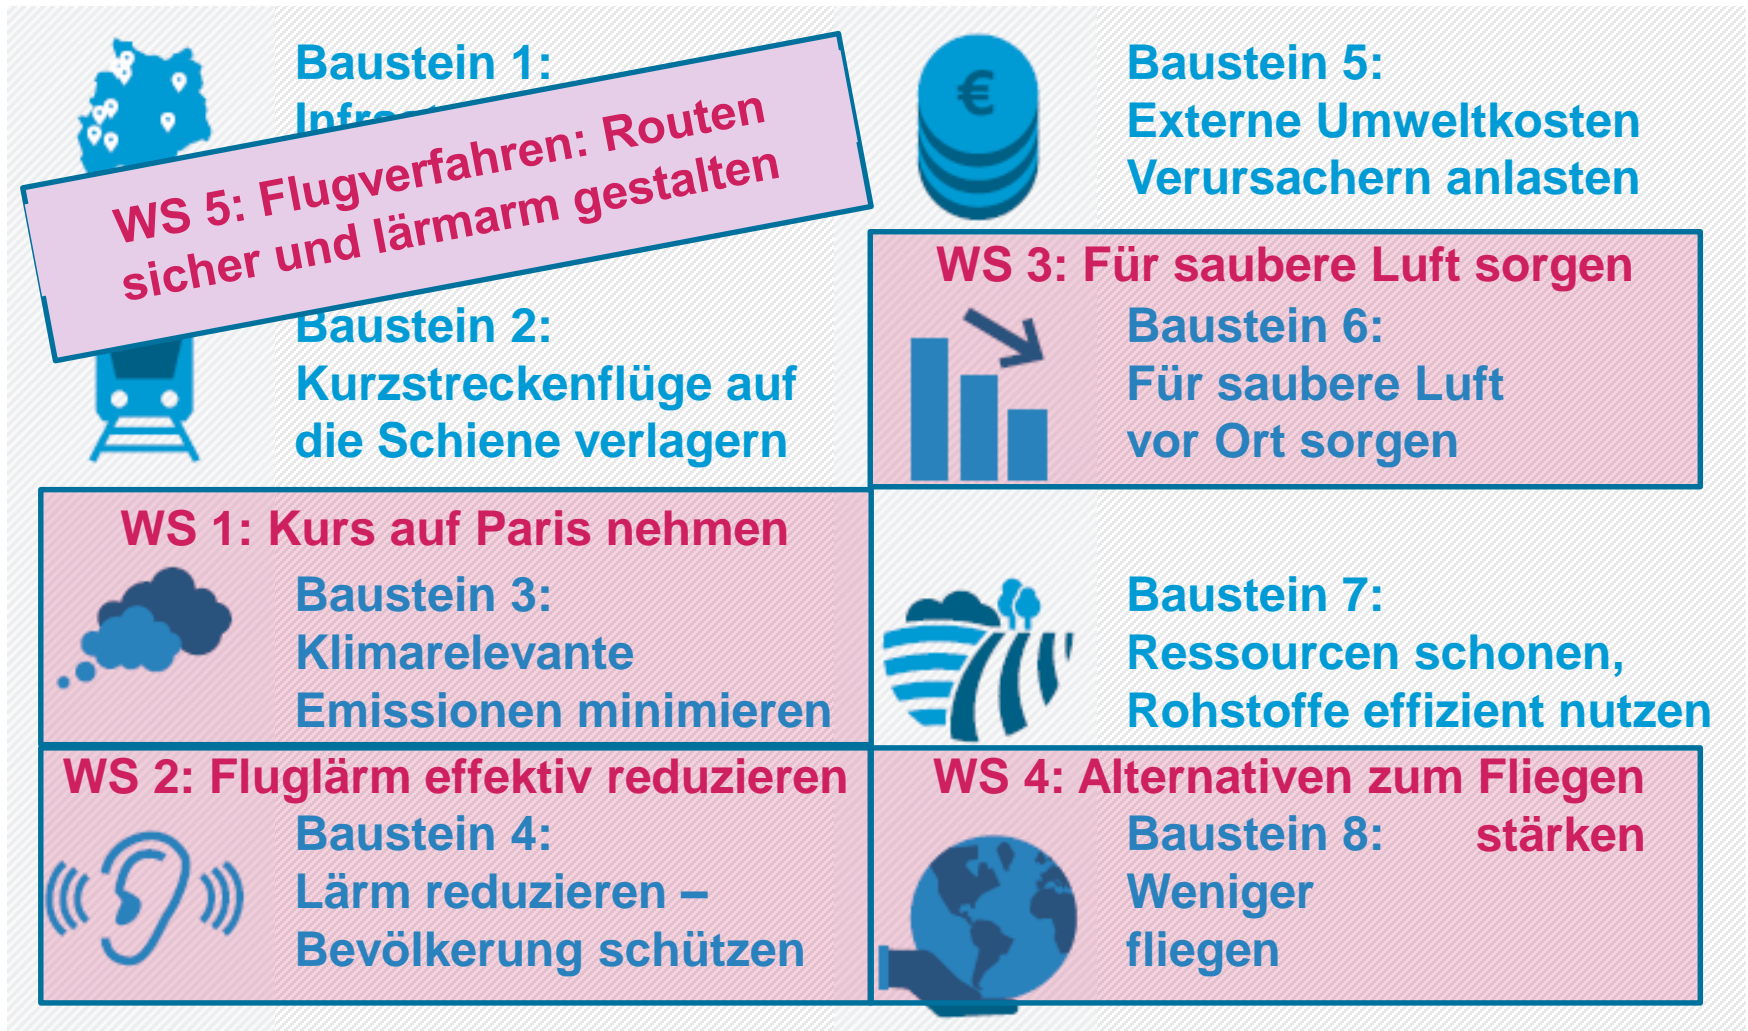 Baustein 1:
WS 5: Flugverfahren: Routen
sicher und lärmarm gestalten
Baustein 2:
Kurzstreckenflüge auf
die Schiene verlagern
WS 1: Kurs auf Paris nehmen
Baustein 3:
Klimarelevante
Emissionen minimieren
WS 2: Fluglärm effektiv reduzieren
Baustein 4:
Lärm reduzieren –
Bevölkerung schützen
€
Baustein 5:
Externe Umweltkosten
Verursachern anlasten
WS 3: Für saubere Luft sorgen
Baustein 6:
Für saubere Luft
vor Ort sorgen
Baustein 7:
Ressourcen schonen,
Rohstoffe effizient nutzen
WS 4: Alternativen zum Fliegen
stärken
Baustein 8:
Weniger
fliegen